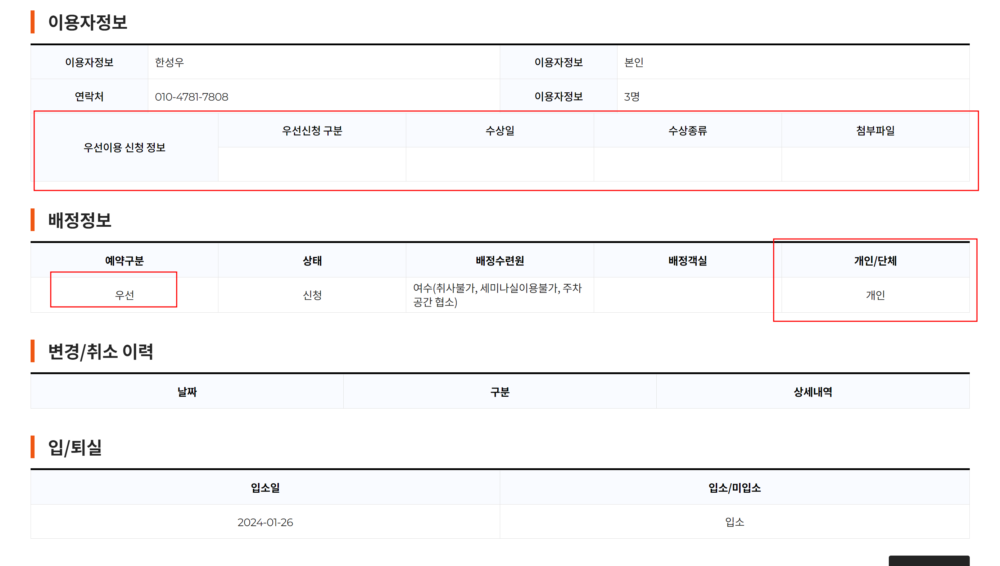 이용자정보
이용자정보 한성우 이용자정보 본인
연락처 010-4781-7808 이용자정보 3명
우선이용 신청 정보 우선신청 구분 수상일 수상종류 첨부파일
배정정보
예약구분 상태 배정수련원 배정객실 개인/단체
우선 신청 여수(취사불가, 세미나실이용불가, 주차
공간 협소) 개인
변경/취소 이력
날짜 구분 상세내역
입/퇴실
입소일 입소/미입소
2024-01-26 입소